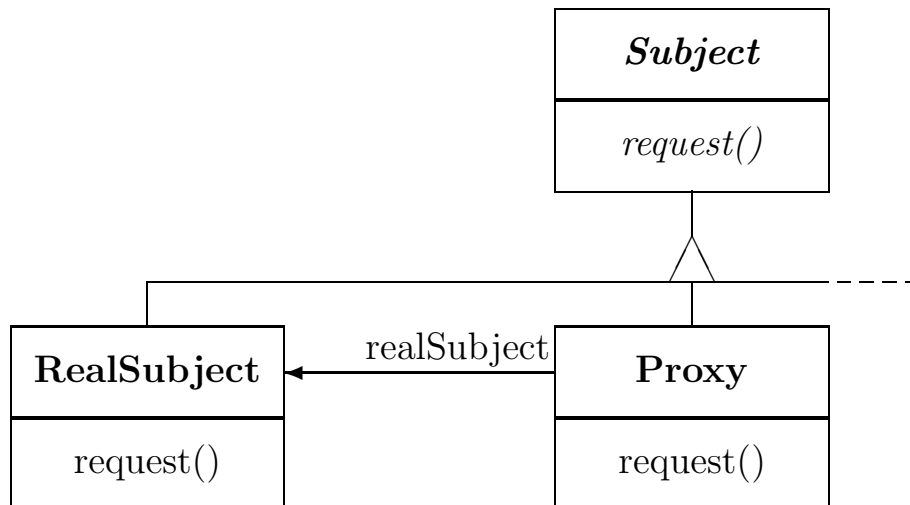 Subject
request()
realSubject
RealSubject
Proxy
request()
request()